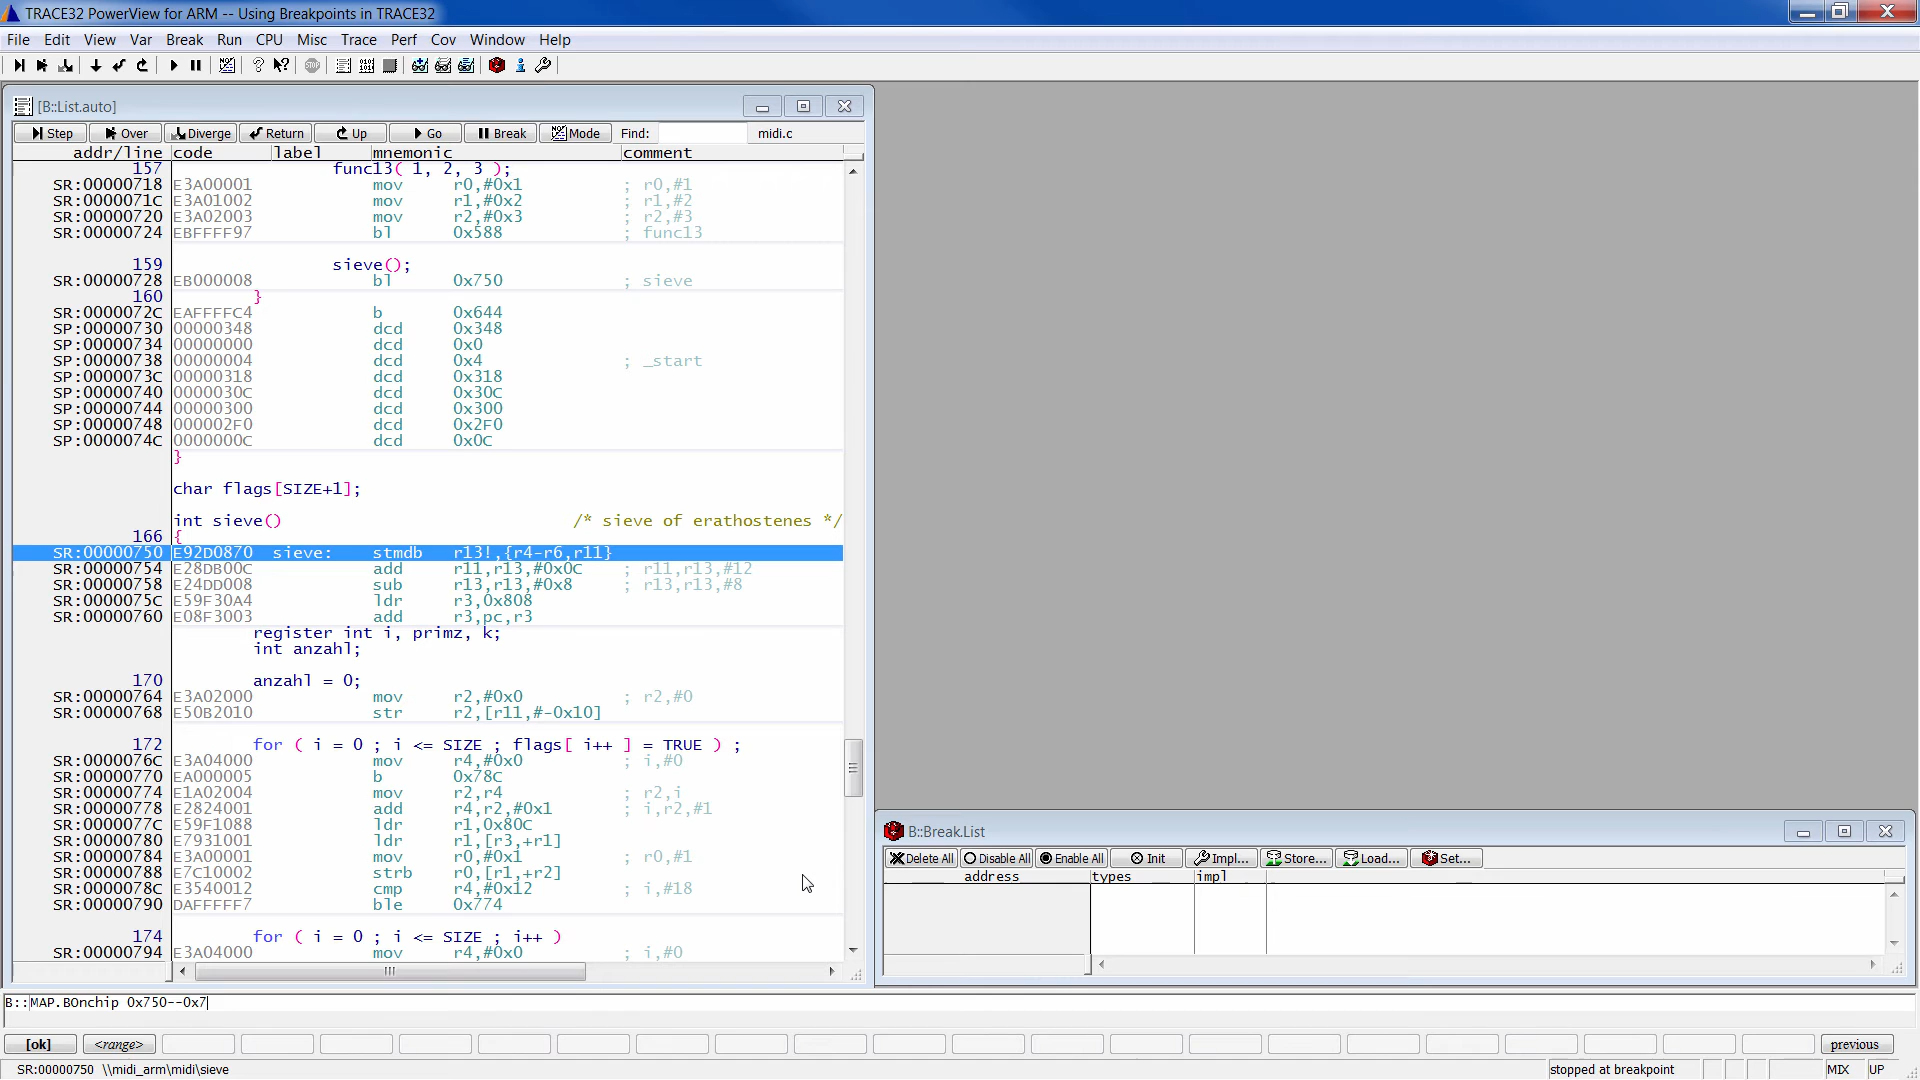 TRACE32 PowerView for ARM -- Using Breakpoints in TRACE32
File Edit View Var Break Run CPU Misc Trace Perf Cov Window Help
[B::List.auto]
Step Over Diverge Return Up Go Break Mode Find: midi.c
addr/line code label mnemonic comment
157 func13( 1, 2, 3 );
SR:00000718 E3A00001 mov r0,#0x1 ; r0,#1
SR:0000071C E3A01002 mov r1,#0x2 ; r1,#2
SR:00000720 E3A02003 mov r2,#0x3 ; r2,#3
SR:00000724 EBFFFF97 bl 0x588 ; func13
159 sieve();
SR:00000728 EB000008 bl 0x750 ; sieve
160 }
SR:0000072C EAFFFFC4 b 0x644
SP:00000730 00000348 dcd 0x348
SP:00000734 00000000 dcd 0x0
SP:00000738 00000004 dcd 0x4 ; _start
SP:0000073C 00000318 dcd 0x318
SP:00000740 0000030C dcd 0x30C
SP:00000744 00000300 dcd 0x300
SP:00000748 000002F0 dcd 0x2F0
SP:0000074C 0000000C dcd 0x0C
}
char flags[SIZE+1];
int sieve() /* sieve of erathostenes */
166 {
SR:00000750 E92D0870 sieve: stmdb r13!,{r4-r6,r11}
SR:00000754 E28DB00C add r11,r13,#0x0C ; r11,r13,#12
SR:00000758 E24DD008 sub r13,r13,#0x8 ; r13,r13,#8
SR:0000075C E59F30A4 ldr r3,0x808
SR:00000760 E08F3003 add r3,pc,r3
register int i, primz, k;
int anzahl;
170 anzahl = 0;
SR:00000764 E3A02000 mov r2,#0x0 ; r2,#0
SR:00000768 E50B2010 str r2,[r11,#-0x10]
172 for ( i = 0 ; i <= SIZE ; flags[ i++ ] = TRUE ) ;
SR:0000076C E3A04000 mov r4,#0x0 ; i,#0
SR:00000770 EA000005 b 0x78C
SR:00000774 E1A02004 mov r2,r4 ; r2,i
SR:00000778 E2824001 add r4,r2,#0x1 ; i,r2,#1
SR:0000077C E59F1088 ldr r1,0x80C
SR:00000780 E7931001 ldr r1,[r3,+r1]
SR:00000784 E3A00001 mov r0,#0x1 ; r0,#1
SR:00000788 E7C10002 strb r0,[r1,+r2]
SR:0000078C E3540012 cmp r4,#0x12 ; i,#18
SR:00000790 DAFFFFF7 ble 0x774
174 for ( i = 0 ; i <= SIZE ; i++ )
SR:00000794 E3A04000 mov r4,#0x0 ; i,#0
B::Break.List
Delete All Disable All Enable All Init Impl... Store... Load... Set...
address types impl
B::MAP.BOnchip 0x750--0x7
[ok] <range> previous
SR:00000750 \\midi_arm\midi\sieve stopped at breakpoint MIX UP